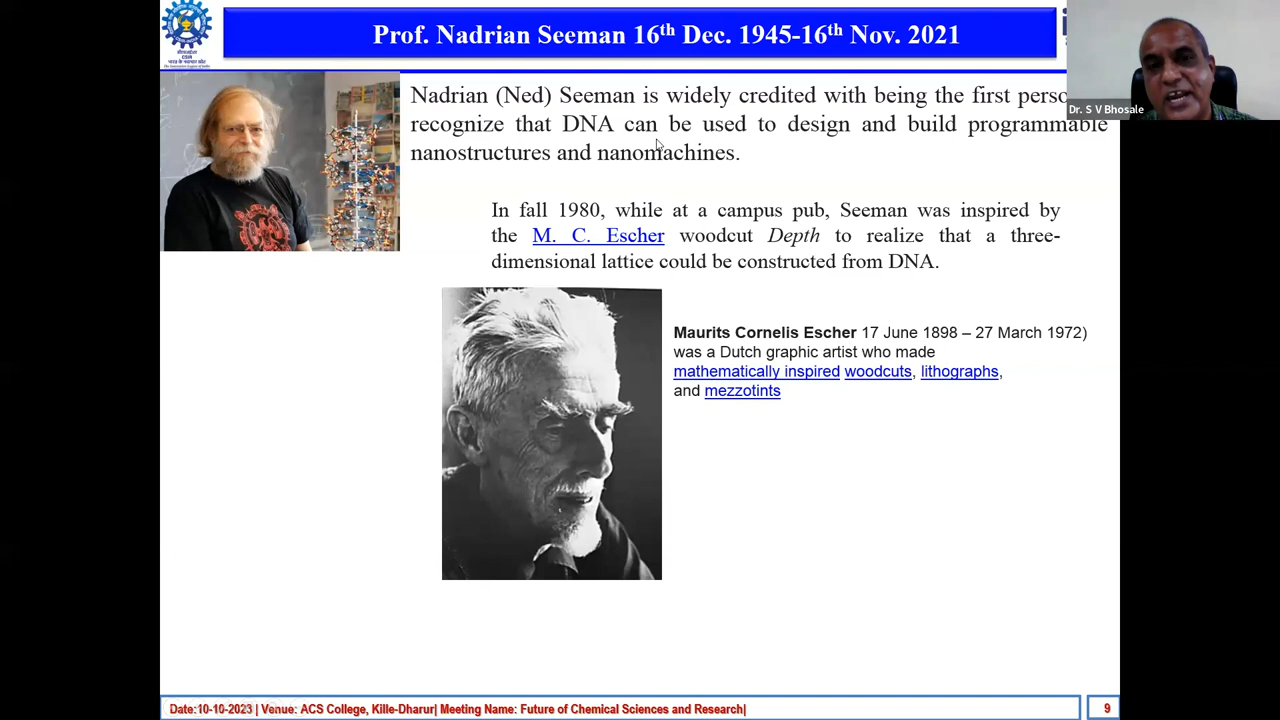 Prof. Nadrian Seeman 16th Dec. 1945-16th Nov. 2021
Dr. S V Bhosale
Nadrian (Ned) Seeman is widely credited with being the first
recognize that DNA can be used to design and build programmable
nanostructures and nanomachines.
In fall 1980, while at a campus pub, Seeman was inspired by
the M. C. Escher woodcut Depth to realize that a three-
dimensional lattice could be constructed from DNA.
Maurits Cornelis Escher 17 June 1898 – 27 March 1972)
was a Dutch graphic artist who made
mathematically inspired woodcuts, lithographs,
and mezzotints
Date:10-10-2023 | Venue: ACS College, Kille-Dharur| Meeting Name: Future of Chemical Sciences and Research|
9